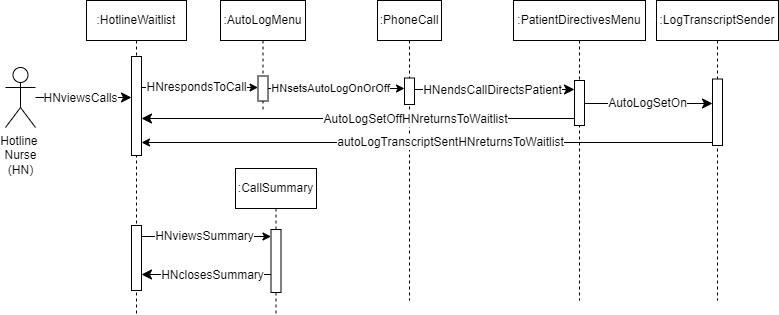 :HotlineWaitlist
:AutoLogMenu
:PhoneCall
:PatientDirectivesMenu
:LogTranscriptSender
HNviewsCalls
HNrespondsToCall
HNsetsAutoLogOnOrOff
HNendsCallDirectsPatient
AutoLogSetOn
AutoLogSetOffHNreturnsToWaitlist
autoLogTranscriptSentHNreturnsToWaitlist
Hotline
Nurse
(HN)
:CallSummary
HNviewsSummary
HNclosesSummary